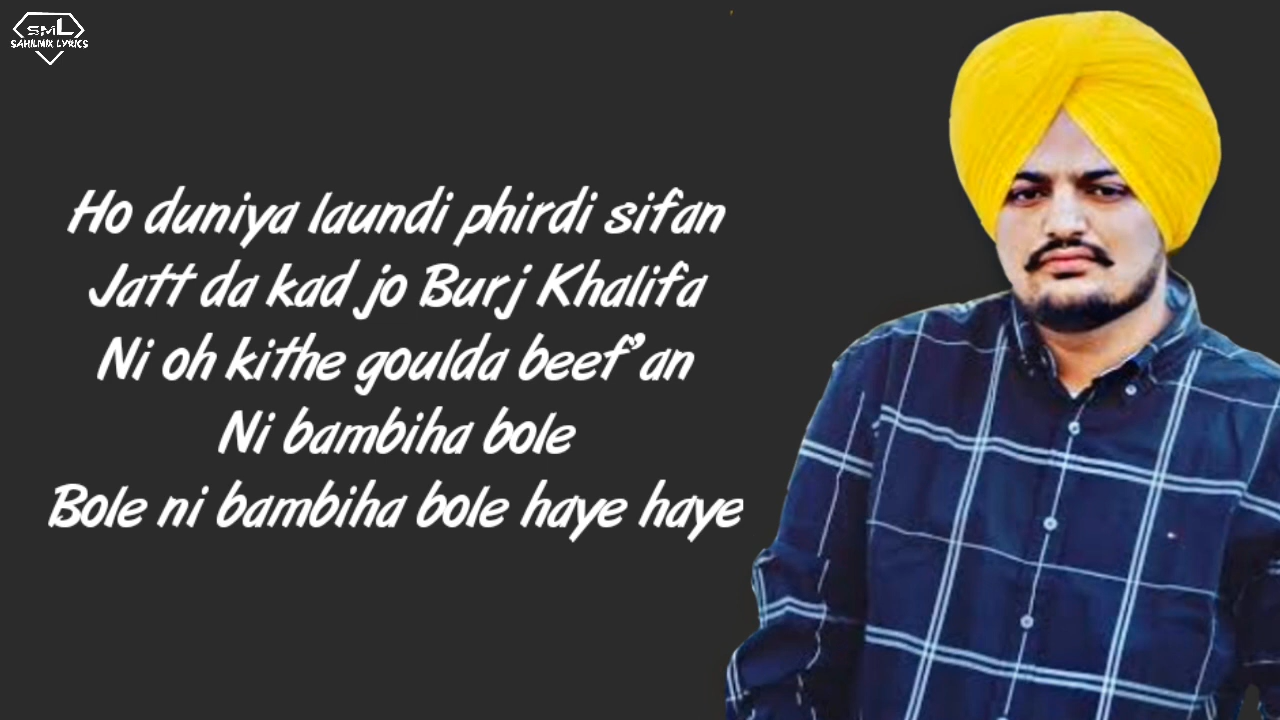 SML
SAHILMIX LYRICS
Ho duniya laundi phirdi sifan
Jatt da kad jo Burj Khalifa
Ni oh kithe goulda beef'an
Ni bambiha bole
Bole ni bambiha bole haye haye